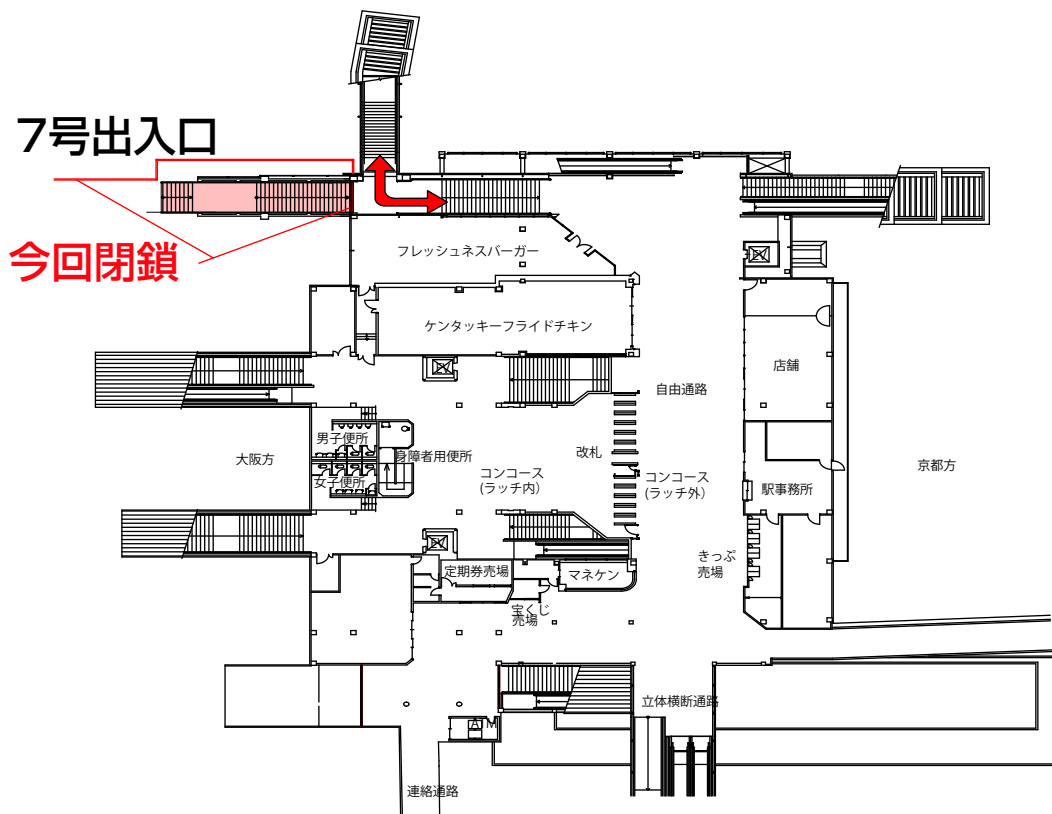 7号出入口
今回閉鎖
フレッシュネスバーガー
EV
ケンタッキーフライドチキン
EV
店舗
自由通路
男子便所
大阪方
身障者用便所
改札
京都方
女子便所
コンコース
(ラッチ内)
コンコース
(ラッチ外)
駅事務所
EV
きっぷ
売場
定期券売場
マネケン
宝くじ
売場
立体横断通路
ATM
連絡通路